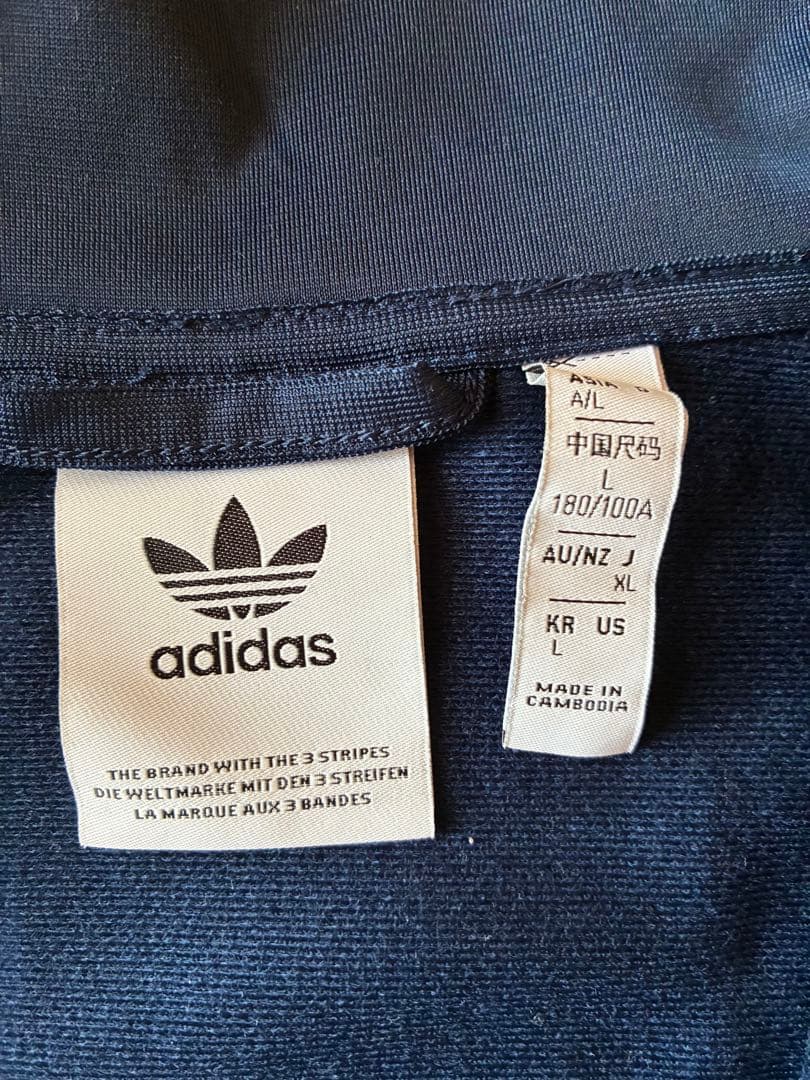 adidas
THE BRAND WITH THE 3 STRIPES
DIE WELTMARKE MIT DEN 3 STREIFEN
LA MARQUE AUX 3 BANDES
ASIA
A/L
中国尺码
L
180/100A
AU/NZ J
XL
KR US
L
MADE IN
CAMBODIA